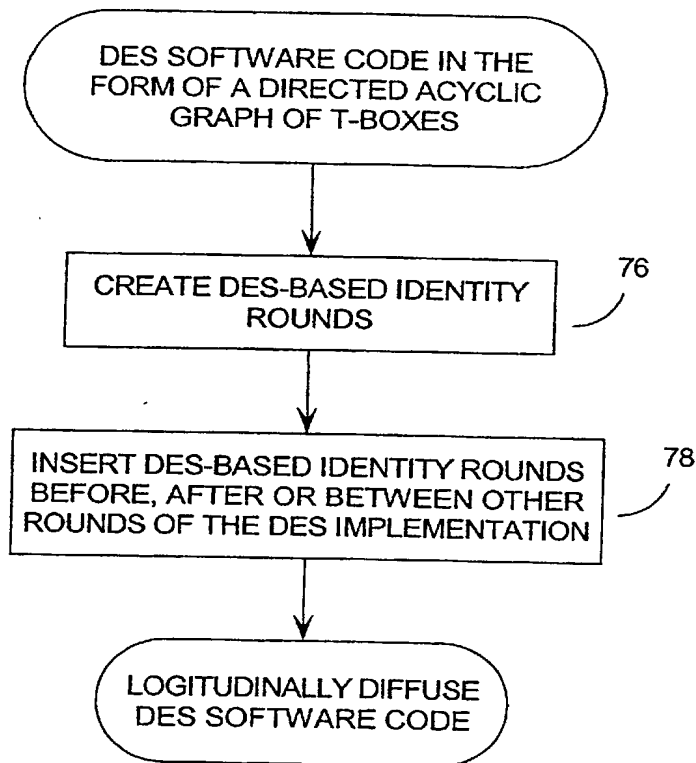 DES SOFTWARE CODE IN THE
FORM OF A DIRECTED ACYCLIC
GRAPH OF T-BOXES
76
CREATE DES-BASED IDENTITY
ROUNDS
78
INSERT DES-BASED IDENTITY ROUNDS
BEFORE, AFTER OR BETWEEN OTHER
ROUNDS OF THE DES IMPLEMENTATION
LOGITUDINALLY DIFFUSE
DES SOFTWARE CODE